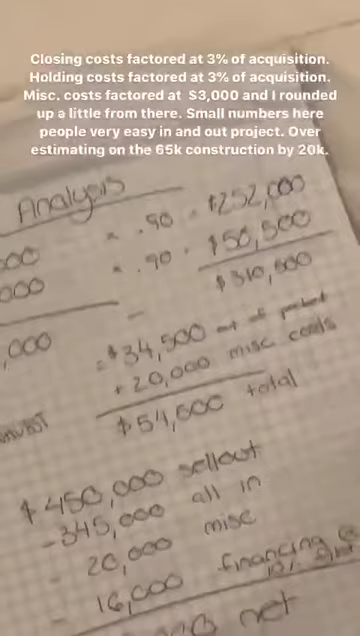 Closing costs factored at 3% of acquisition.
Holding costs factored at 3% of acquisition.
Misc. costs factored at $3,000 and I rounded
up a little from there. Small numbers here
people very easy in and out project. Over
estimating on the 65k construction by 20k.
Analysis
× .90 = $252,000
000 × .90 = $58,500
$310,500
,000 = $34,500 out of pocket
+ 20,000 misc costs
$54,500 total
$450,000 sellout
- 345,000 all in
- 20,000 misc
- 16,000 financing @
net